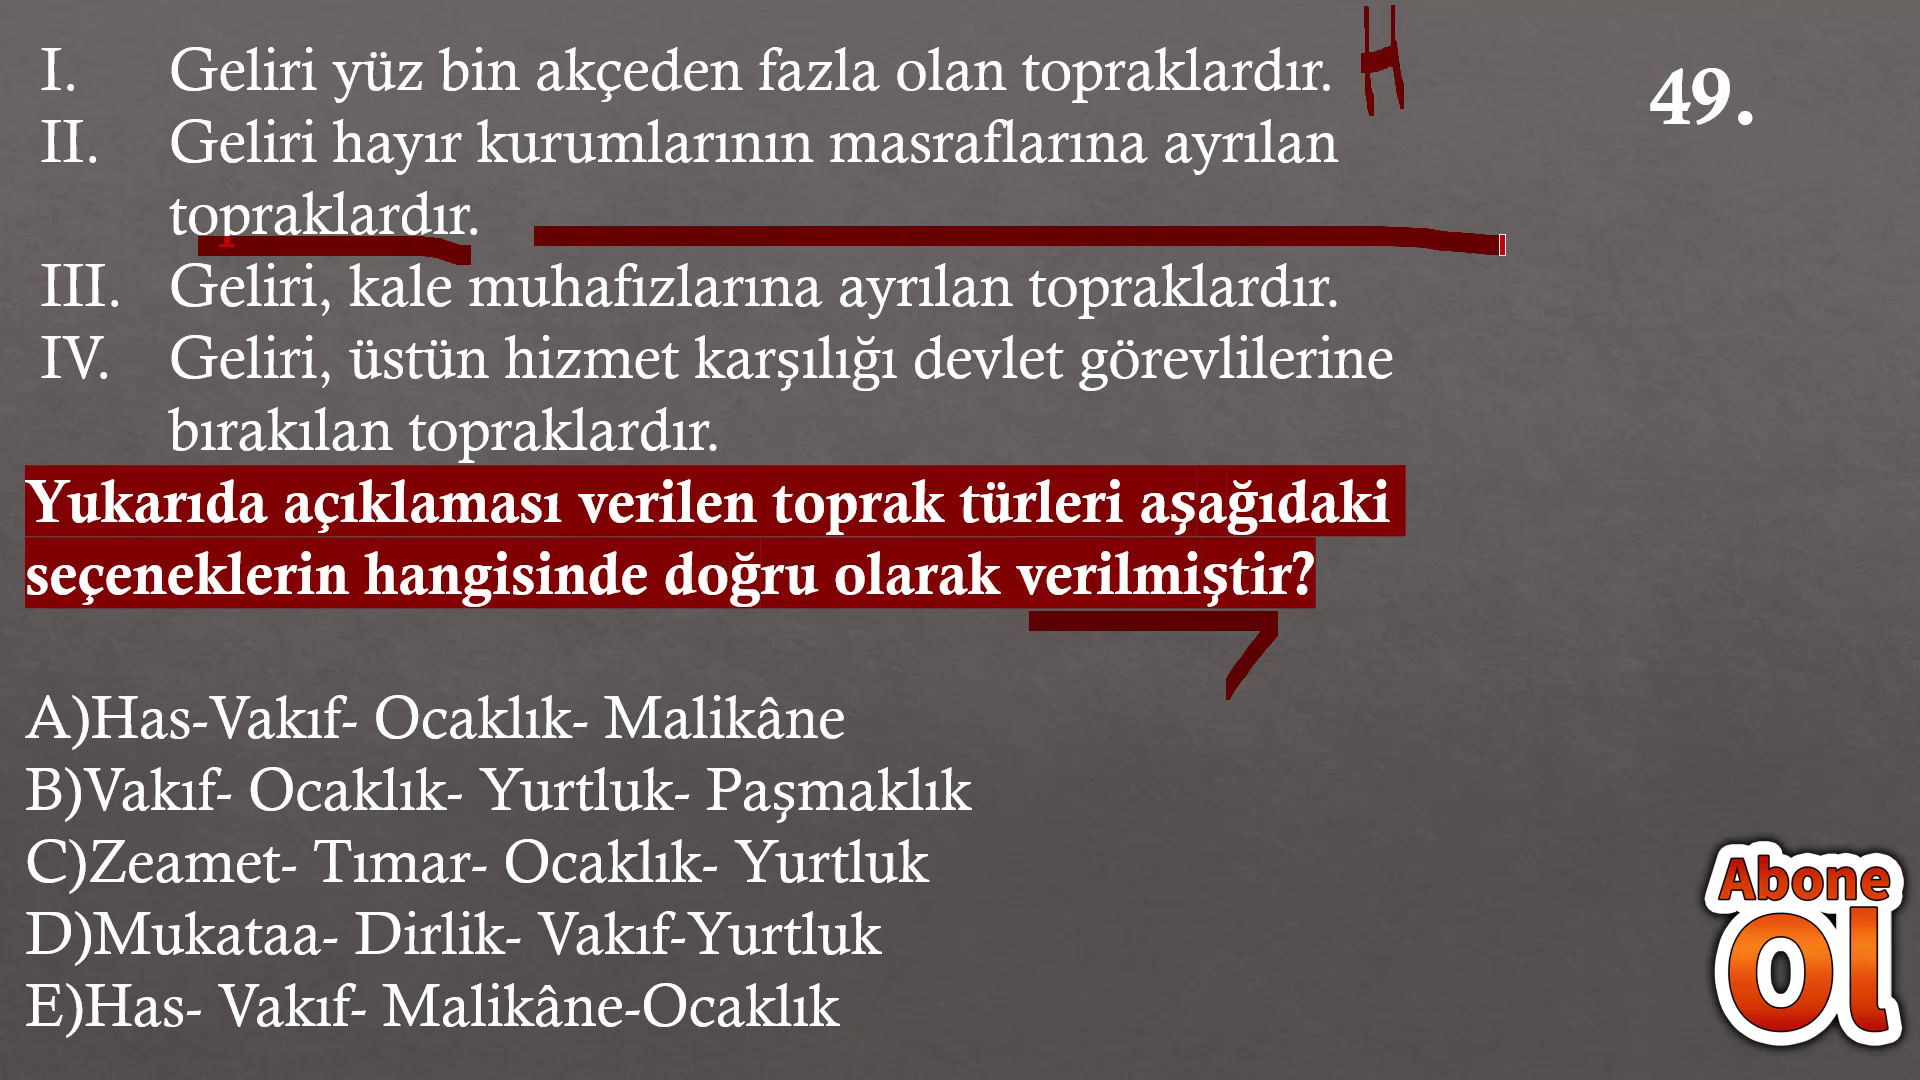 I. Geliri yüz bin akçeden fazla olan topraklardır. H
49.
II. Geliri hayır kurumlarının masraflarına ayrılan
topraklardır.
III. Geliri, kale muhafızlarına ayrılan topraklardır.
IV. Geliri, üstün hizmet karşılığı devlet görevlilerine
bırakılan topraklardır.
Yukarıda açıklaması verilen toprak türleri aşağıdaki
seçeneklerin hangisinde doğru olarak verilmiştir?
A)Has-Vakıf- Ocaklık- Malikâne
B)Vakıf- Ocaklık- Yurtluk- Paşmaklık
C)Zeamet- Tımar- Ocaklık- Yurtluk
D)Mukataa- Dirlik- Vakıf-Yurtluk
E)Has- Vakıf- Malikâne-Ocaklık
Abone
Ol